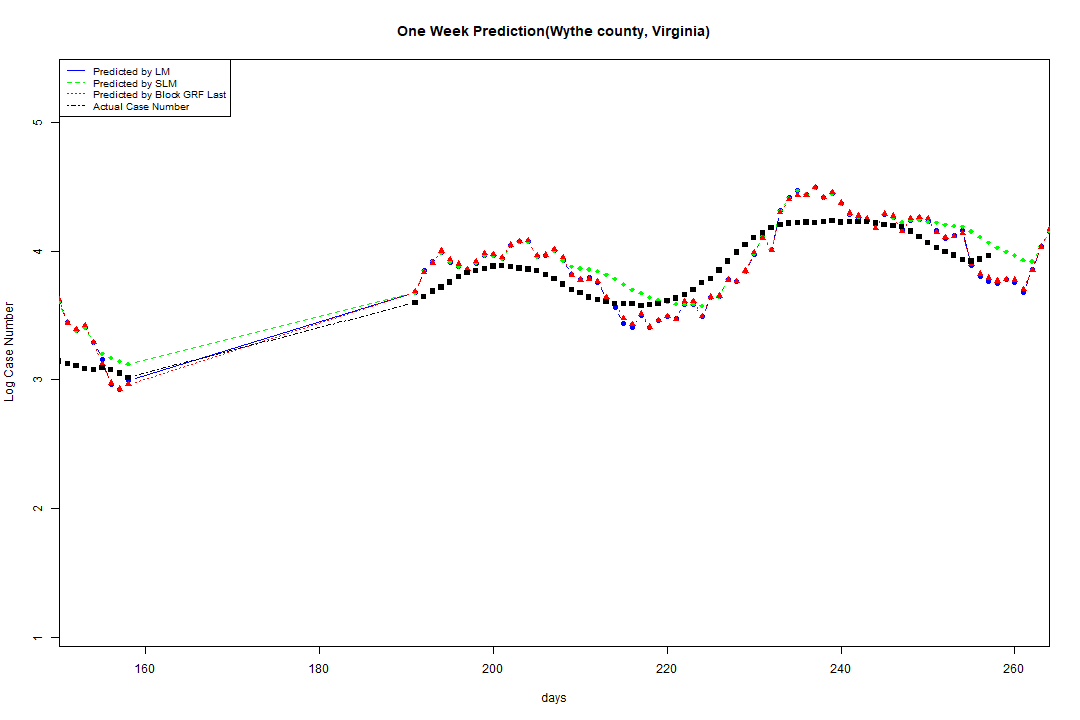 One Week Prediction(Wythe county, Virginia)
Predicted by LM
Predicted by SLM
Predicted by Block GRF Last
Actual Case Number
5
4
3
2
1
Log Case Number
160 180 200 220 240 260
days